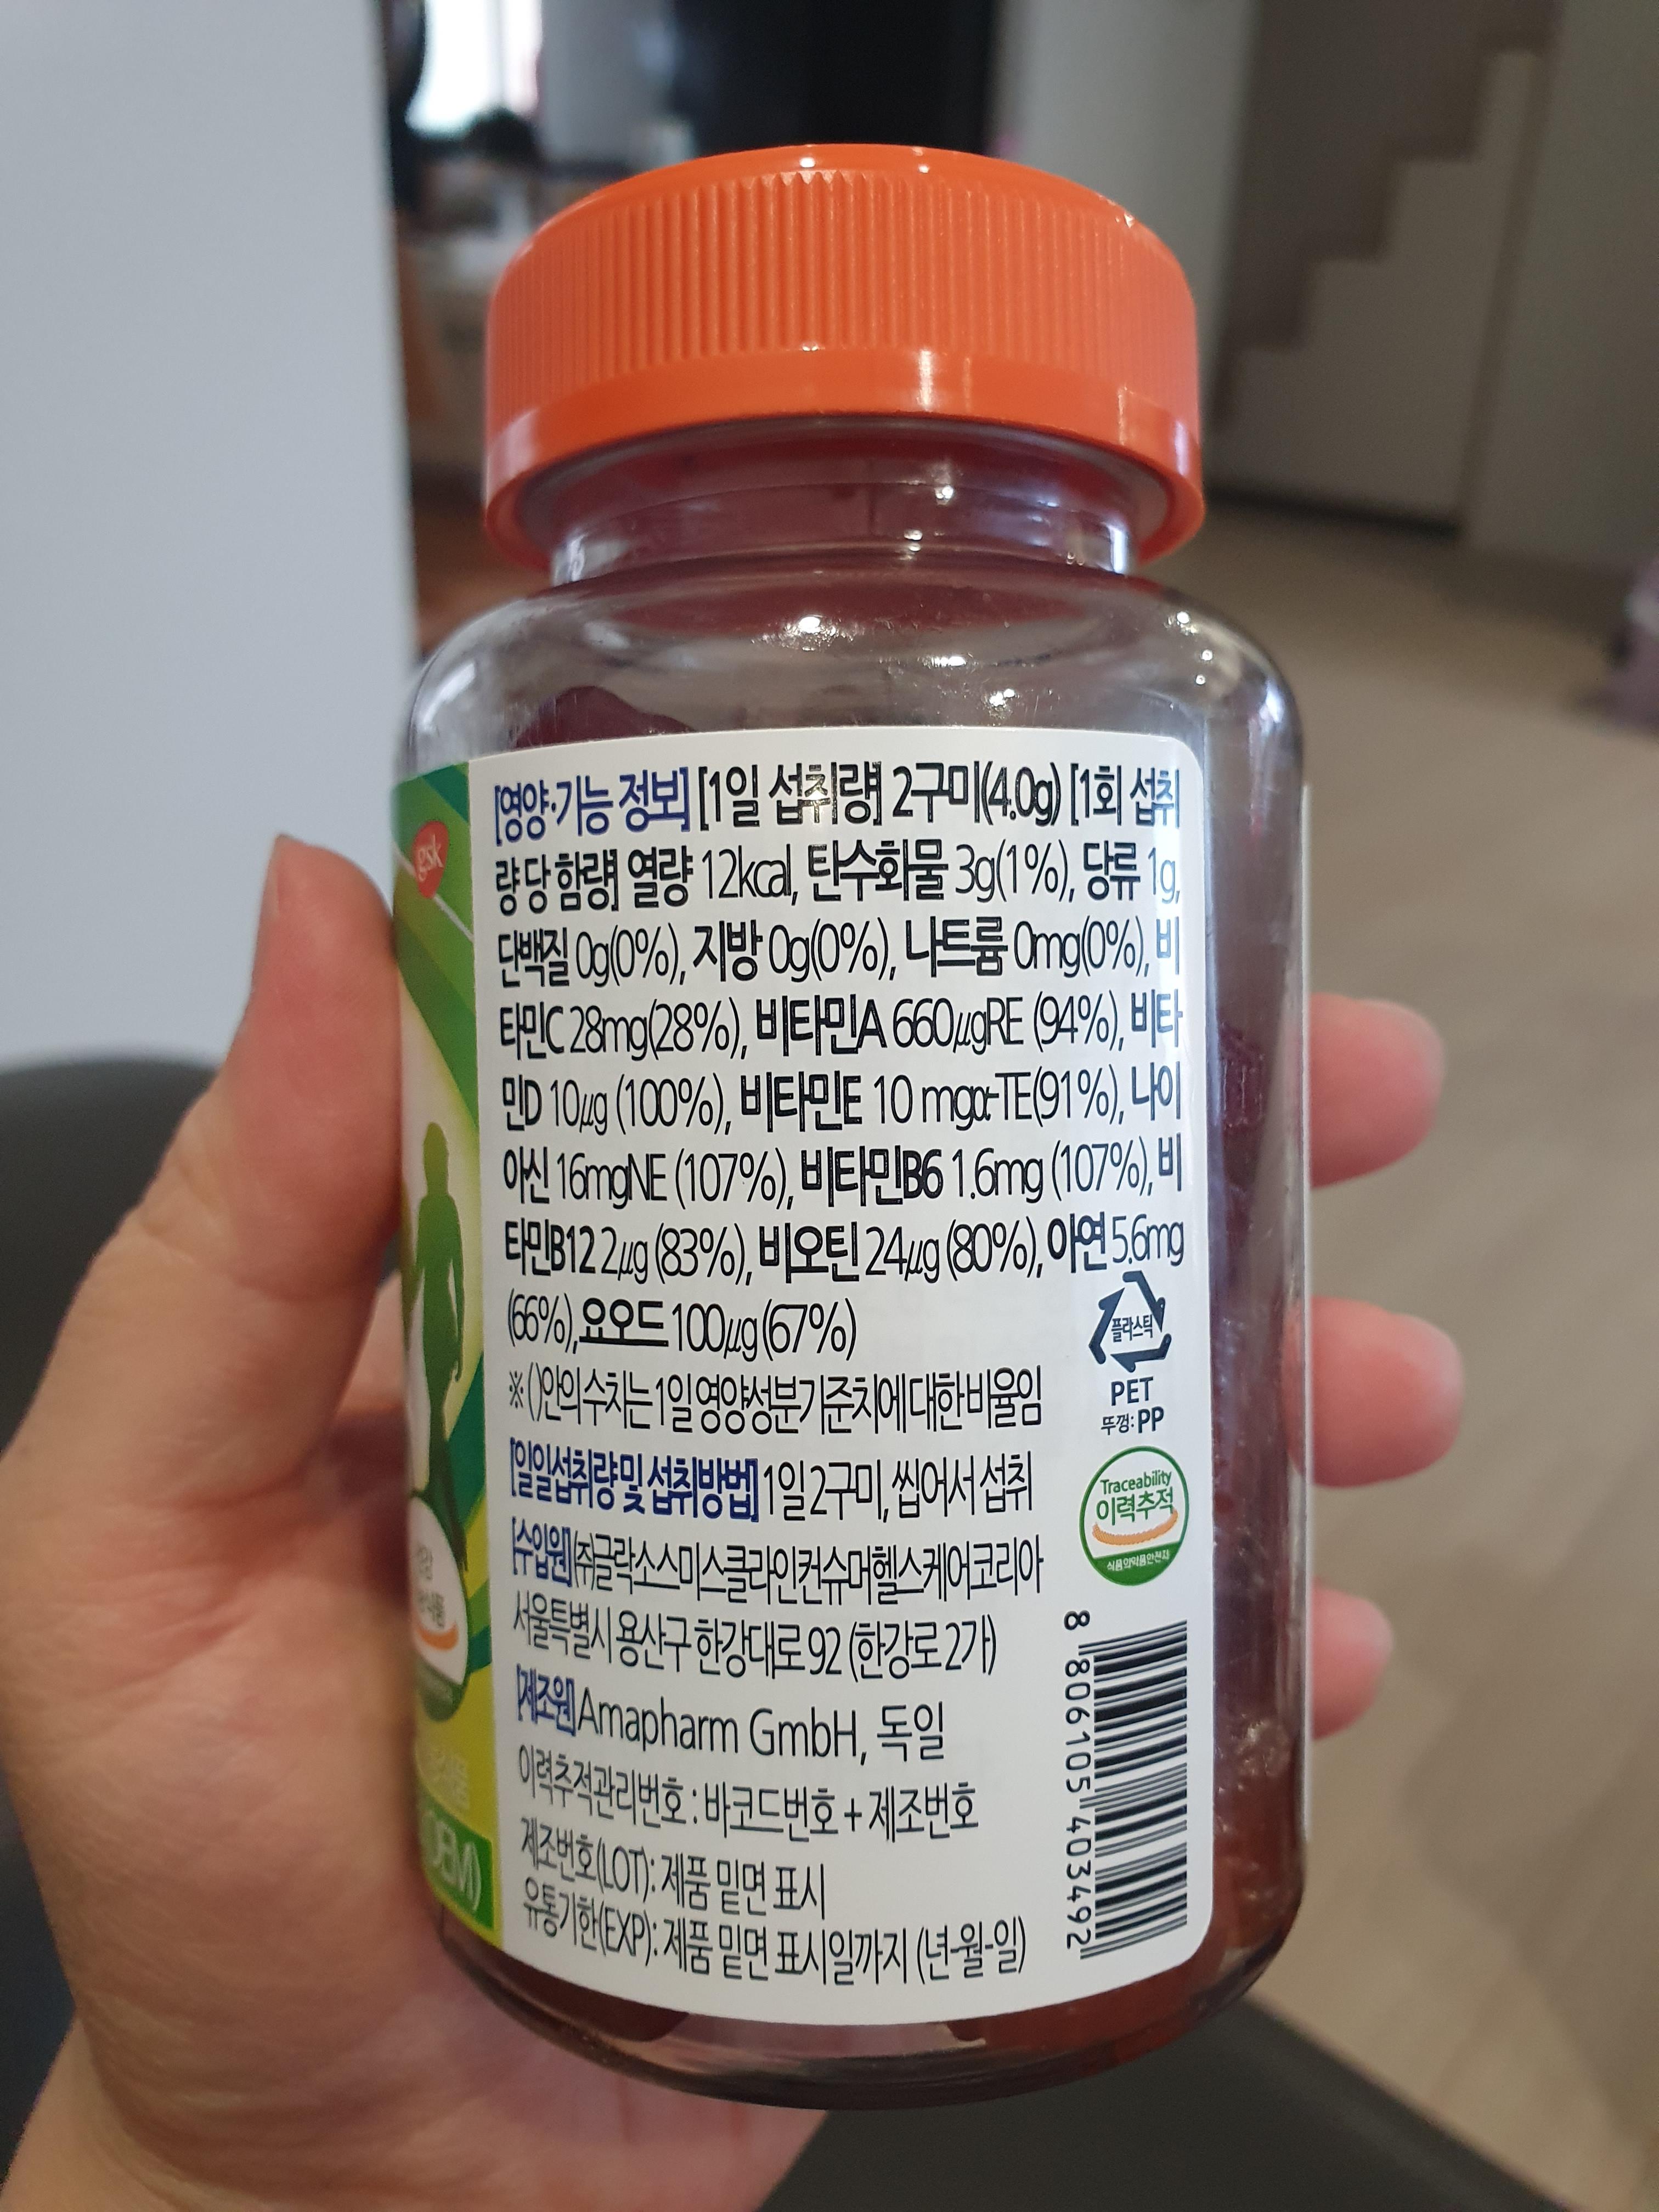 [영양·기능 정보] [1일 섭취량] 2구미(4.0g) [1회 섭취
량 당 함량] 열량 12kcal, 탄수화물 3g(1%), 당류 1g,
단백질 0g(0%), 지방 0g(0%), 나트륨 0mg(0%), 비
타민C 28mg(28%), 비타민A 660µgRE (94%), 비타
민D 10µg (100%), 비타민E 10 mgα-TE(91%), 나이
아신 16mgNE (107%), 비타민B6 1.6mg (107%), 비
타민B12 2µg (83%), 비오틴 24µg (80%), 아연 5.6mg
(66%), 요오드 100µg (67%)
※ ( )안의 수치는 1일 영양성분기준치에 대한 비율임
[일일섭취량 및 섭취방법] 1일 2구미, 씹어서 섭취
[수입원] (주)글락소스미스클라인컨슈머헬스케어코리아
서울특별시 용산구 한강대로 92 (한강로 2가)
[제조원] Amapharm GmbH, 독일
이력추적관리번호 : 바코드번호 + 제조번호
제조번호(LOT): 제품 밑면 표시
유통기한(EXP): 제품 밑면 표시일까지 (년-월-일)
플라스틱
PET
뚜껑: PP
Traceability
이력추적
식품의약품안전처
8 806105 403492
gsk